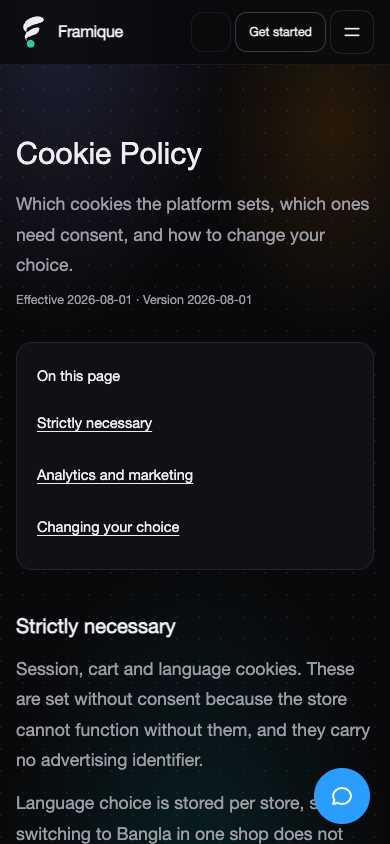 Framique
Get started
Cookie Policy
Which cookies the platform sets, which ones
need consent, and how to change your
choice.
Effective 2026-08-01 · Version 2026-08-01
On this page
Strictly necessary
Analytics and marketing
Changing your choice
Strictly necessary
Session, cart and language cookies. These
are set without consent because the store
cannot function without them, and they carry
no advertising identifier.
Language choice is stored per store,
switching to Bangla in one shop does not